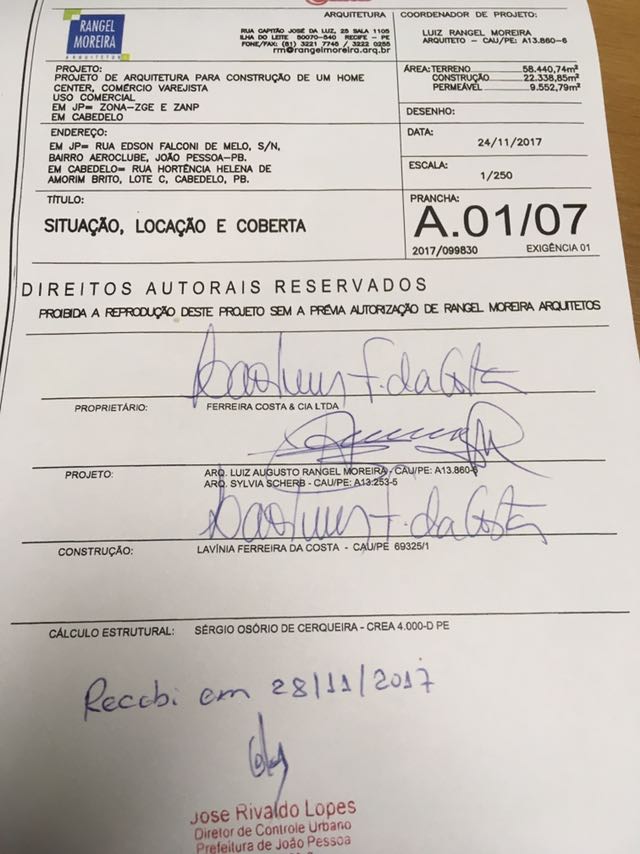 RANGEL
MOREIRA
ARQUITETOS
ARQUITETURA
RUA CAPITÃO JOSÉ DA LUZ, 25 SALA 1105
ILHA DO LEITE 50070-540 RECIFE - PE
FONE/FAX: (81) 3221 7745 / 3222 0255
rm@rangelmoreira.arq.br
COORDENADOR DE PROJETO:
LUIZ RANGEL MOREIRA
ARQUITETO - CAU/PE: A13.860-6
PROJETO:
PROJETO DE ARQUITETURA PARA CONSTRUÇÃO DE UM HOME
CENTER, COMÉRCIO VAREJISTA
USO COMERCIAL
EM JP= ZONA-ZGE E ZANP
EM CABEDELO
ÁREA: TERRENO 58.440,74m²
CONSTRUÇÃO 22.338,85m²
PERMEÁVEL 9.552,79m²
DESENHO:
ENDEREÇO:
EM JP= RUA EDSON FALCONI DE MELO, S/N,
BAIRRO AEROCLUBE, JOÃO PESSOA-PB.
EM CABEDELO= RUA HORTÊNCIA HELENA DE
AMORIM BRITO, LOTE C, CABEDELO, PB.
DATA:
24/11/2017
ESCALA:
1/250
TÍTULO:
SITUAÇÃO, LOCAÇÃO E COBERTA
PRANCHA:
A.01/07
2017/099830 EXIGÊNCIA 01
DIREITOS AUTORAIS RESERVADOS
PROIBIDA A REPRODUÇÃO DESTE PROJETO SEM A PRÉVIA AUTORIZAÇÃO DE RANGEL MOREIRA ARQUITETOS
F. da Costa
PROPRIETÁRIO: FERREIRA COSTA & CIA LTDA
PROJETO: ARQ. LUIZ AUGUSTO RANGEL MOREIRA - CAU/PE: A13.860-6
ARQ. SYLVIA SCHERB - CAU/PE: A13.253-5
F. da Costa
CONSTRUÇÃO: LAVÍNIA FERREIRA DA COSTA - CAU/PE 69325/1
CÁLCULO ESTRUTURAL: SÉRGIO OSÓRIO DE CERQUEIRA - CREA 4.000-D PE
Recebi em 28/11/2017
Jose Rivaldo Lopes
Diretor de Controle Urbano
Prefeitura de João Pessoa